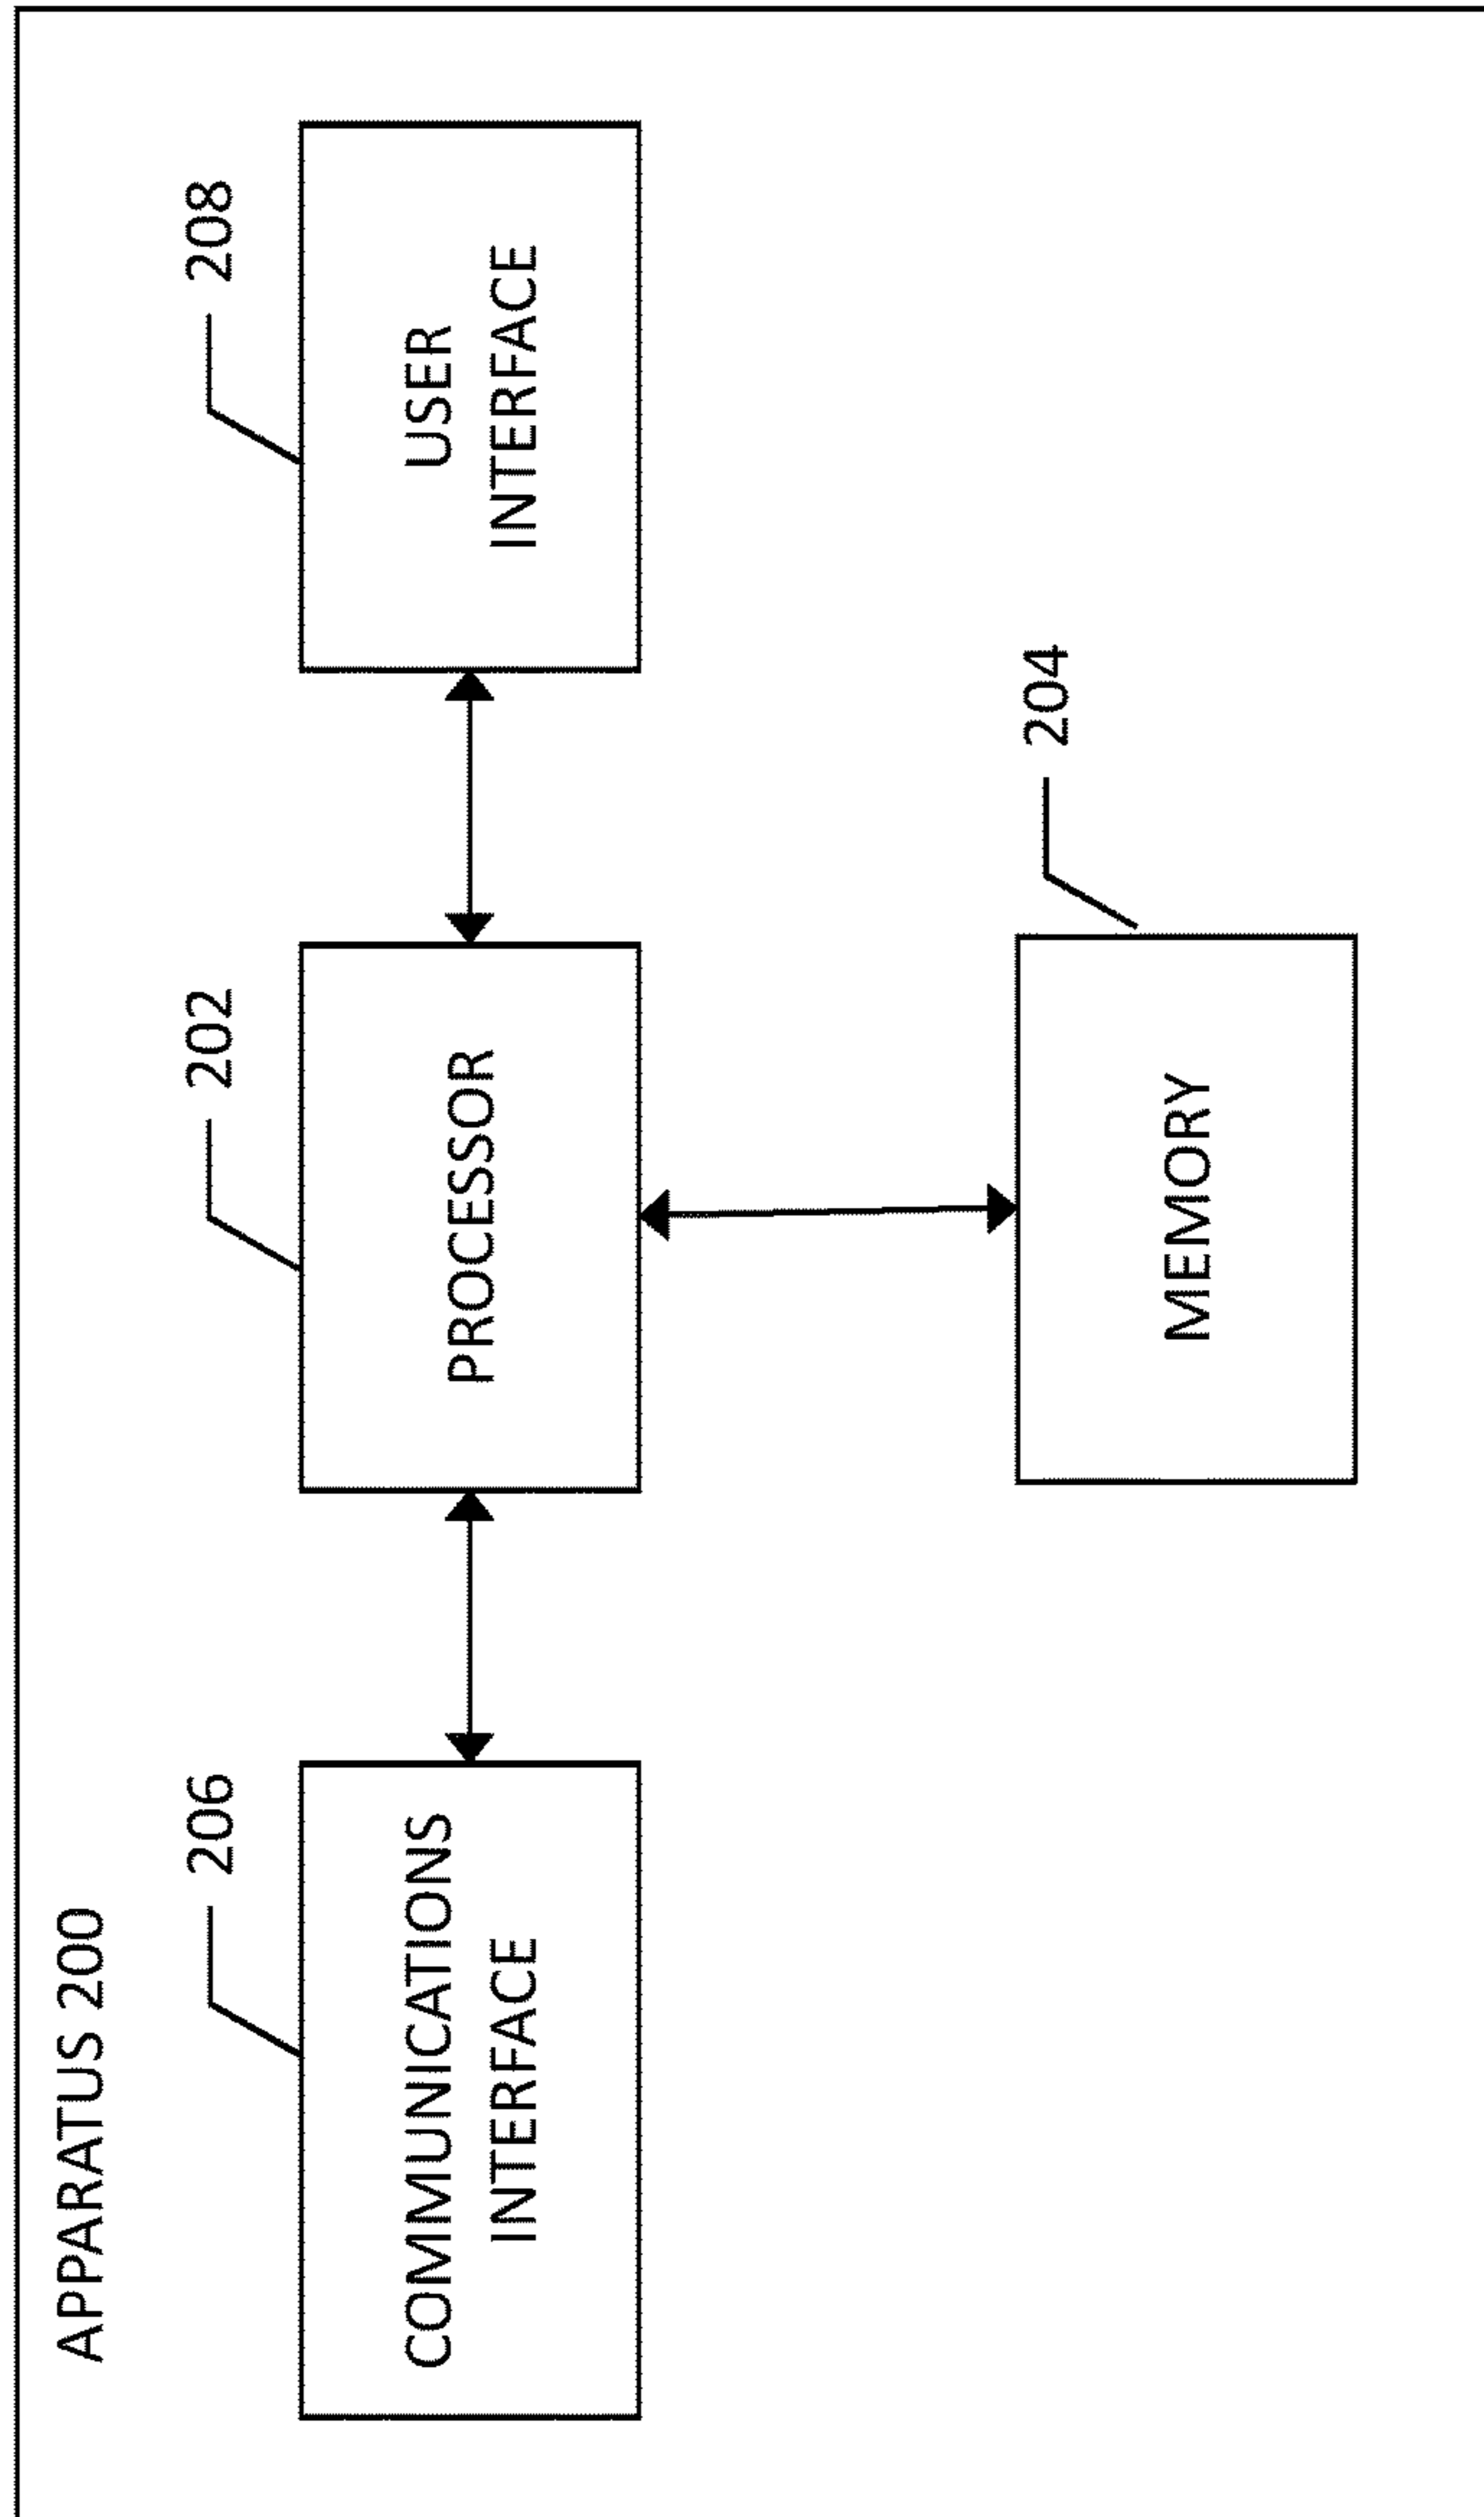 APPARATUS 200
206
202
208
COMMUNICATIONS
INTERFACE
PROCESSOR
USER
INTERFACE
204
MEMORY